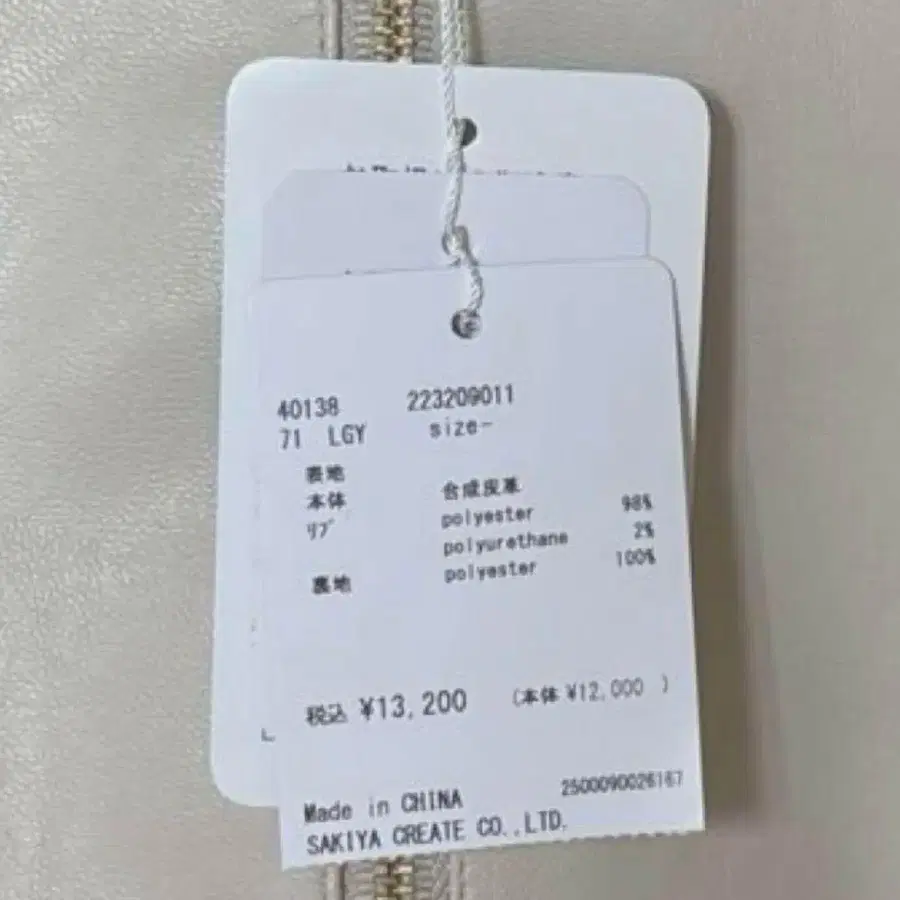 40138 223209011
71 LGY size-
表地
本体 合成皮革
リブ polyester 98%
polyurethane 2%
裏地 polyester 100%
税込 ¥13,200 (本体 ¥12,000 )
2500090026167
Made in CHINA
SAKIYA CREATE CO.,LTD.